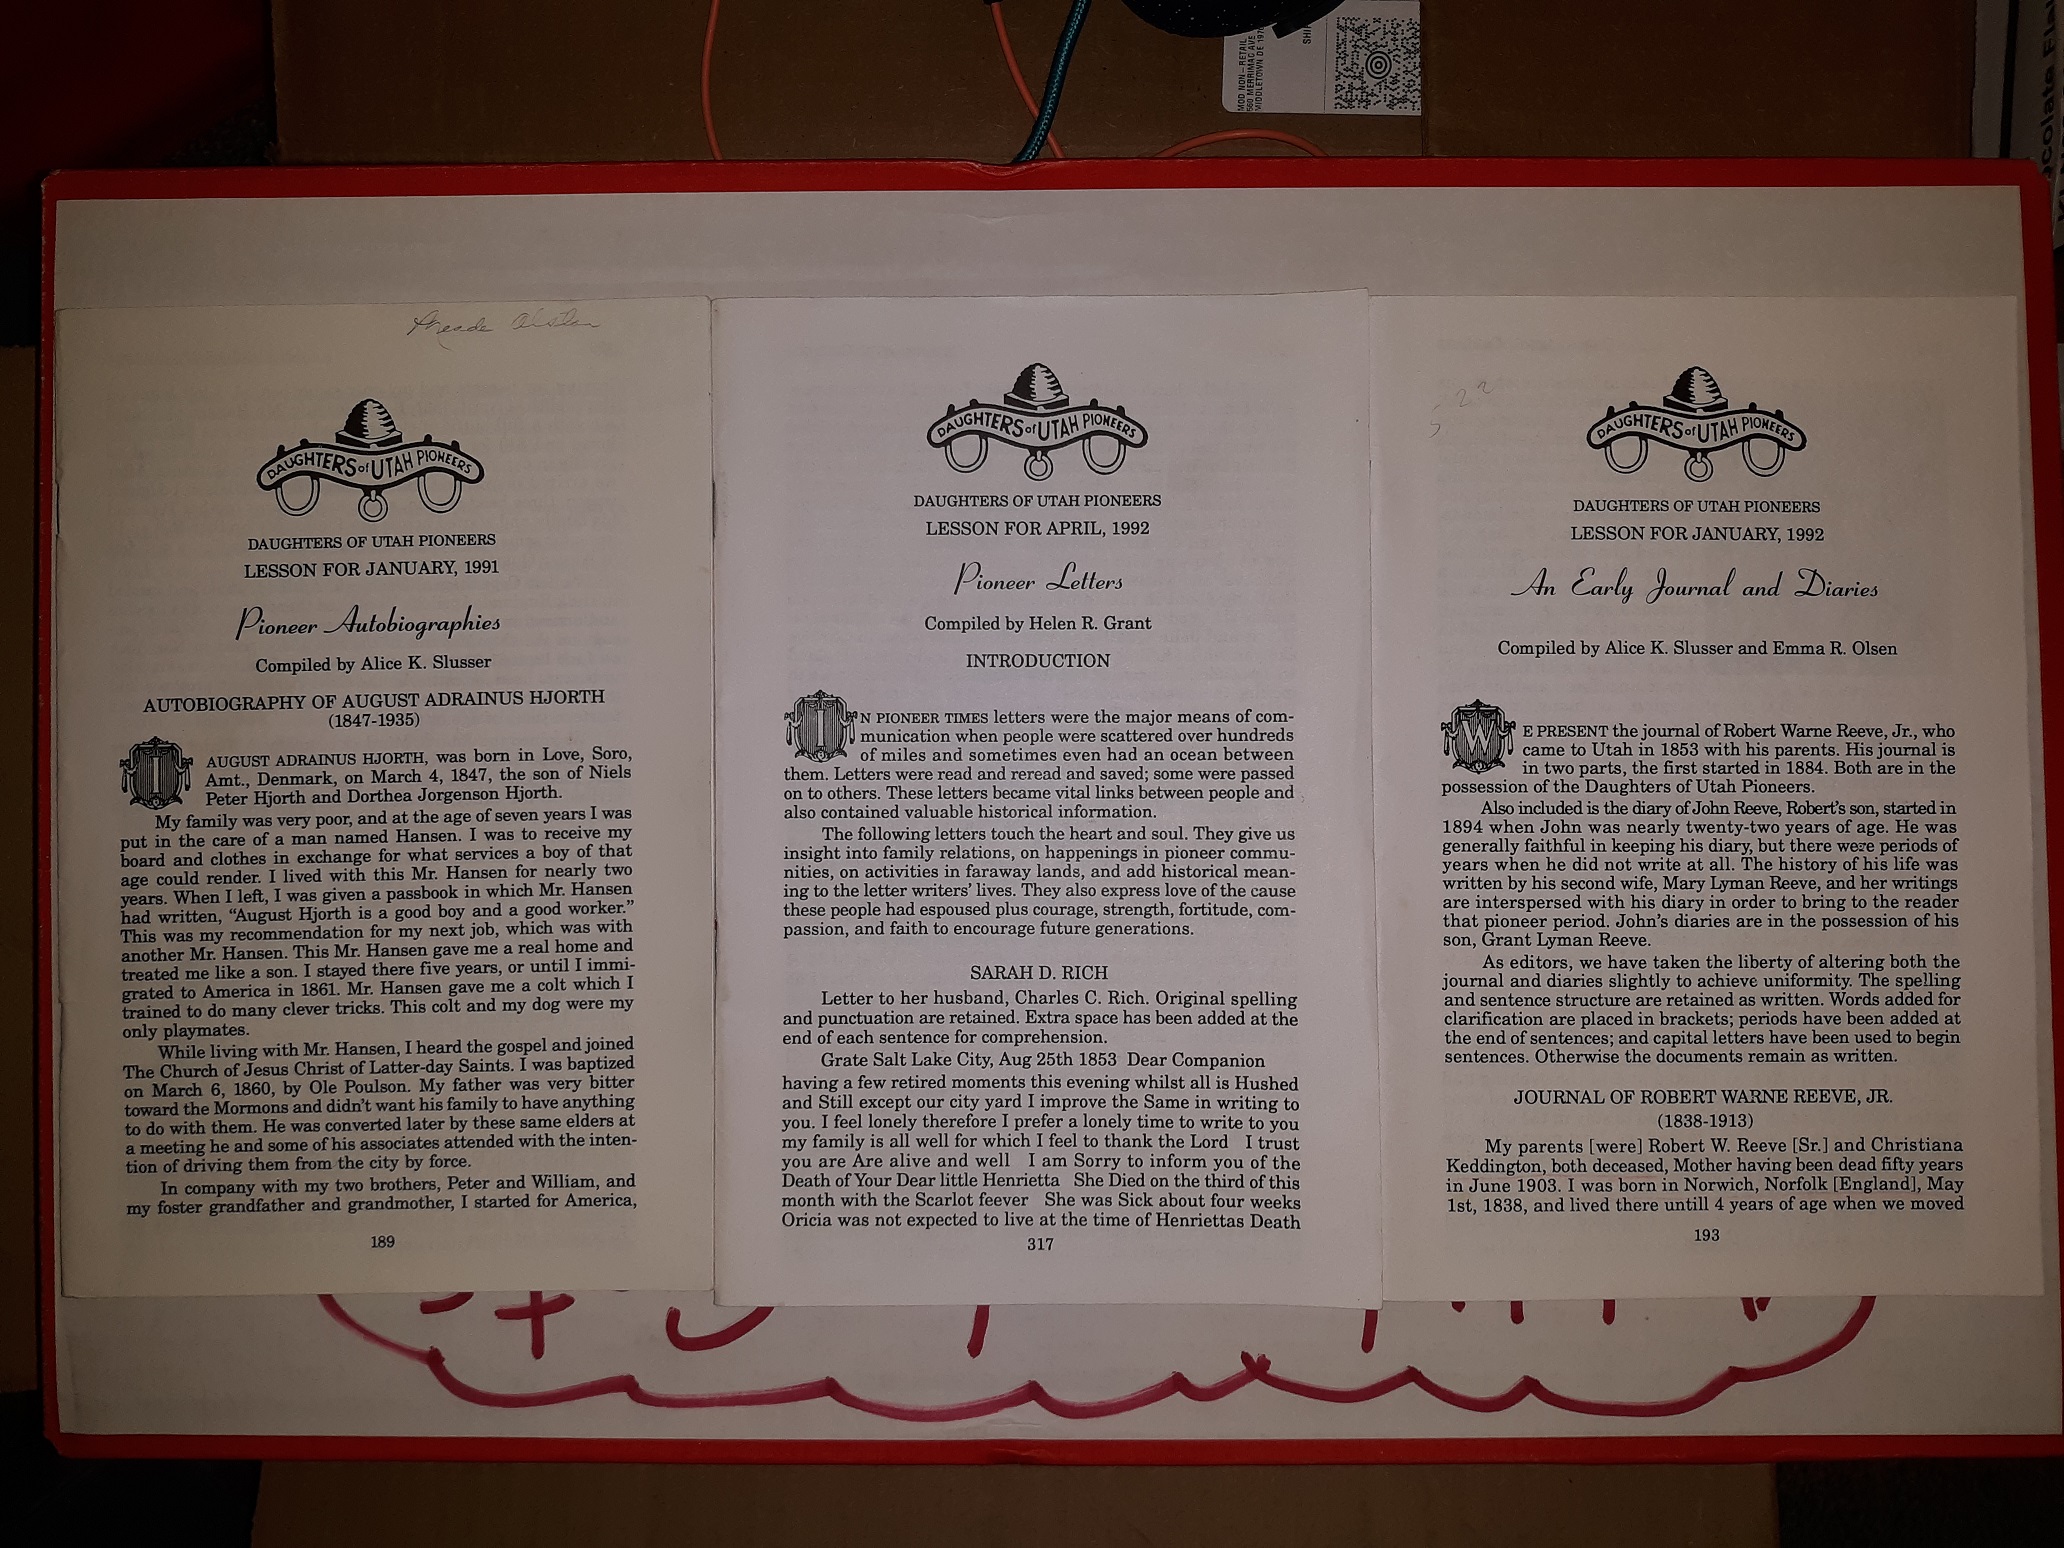 MOD NON-RETAIL
560 MERRIMAC AVE
MIDDLETOWN DE
SHI
DAUGHTERS of UTAH PIONEERS
DAUGHTERS OF UTAH PIONEERS
LESSON FOR JANUARY, 1991
Pioneer Autobiographies
Compiled by Alice K. Slusser
AUTOBIOGRAPHY OF AUGUST ADRAINUS HJORTH
(1847-1935)
I AUGUST ADRAINUS HJORTH, was born in Love, Soro,
Amt., Denmark, on March 4, 1847, the son of Niels
Peter Hjorth and Dorthea Jorgenson Hjorth.
My family was very poor, and at the age of seven years I was
put in the care of a man named Hansen. I was to receive my
board and clothes in exchange for what services a boy of that
age could render. I lived with this Mr. Hansen for nearly two
years. When I left, I was given a passbook in which Mr. Hansen
had written, “August Hjorth is a good boy and a good worker.”
This was my recommendation for my next job, which was with
another Mr. Hansen. This Mr. Hansen gave me a real home and
treated me like a son. I stayed there five years, or until I immi-
grated to America in 1861. Mr. Hansen gave me a colt which I
trained to do many clever tricks. This colt and my dog were my
only playmates.
While living with Mr. Hansen, I heard the gospel and joined
The Church of Jesus Christ of Latter-day Saints. I was baptized
on March 6, 1860, by Ole Poulson. My father was very bitter
toward the Mormons and didn’t want his family to have anything
to do with them. He was converted later by these same elders at
a meeting he and some of his associates attended with the inten-
tion of driving them from the city by force.
In company with my two brothers, Peter and William, and
my foster grandfather and grandmother, I started for America,
189
DAUGHTERS of UTAH PIONEERS
DAUGHTERS OF UTAH PIONEERS
LESSON FOR APRIL, 1992
Pioneer Letters
Compiled by Helen R. Grant
INTRODUCTION
IN PIONEER TIMES letters were the major means of com-
munication when people were scattered over hundreds
of miles and sometimes even had an ocean between
them. Letters were read and reread and saved; some were passed
on to others. These letters became vital links between people and
also contained valuable historical information.
The following letters touch the heart and soul. They give us
insight into family relations, on happenings in pioneer commu-
nities, on activities in faraway lands, and add historical mean-
ing to the letter writers’ lives. They also express love of the cause
these people had espoused plus courage, strength, fortitude, com-
passion, and faith to encourage future generations.
SARAH D. RICH
Letter to her husband, Charles C. Rich. Original spelling
and punctuation are retained. Extra space has been added at the
end of each sentence for comprehension.
Grate Salt Lake City, Aug 25th 1853 Dear Companion
having a few retired moments this evening whilst all is Hushed
and Still except our city yard I improve the Same in writing to
you. I feel lonely therefore I prefer a lonely time to write to you
my family is all well for which I feel to thank the Lord I trust
you are Are alive and well I am Sorry to inform you of the
Death of Your Dear little Henrietta She Died on the third of this
month with the Scarlot feever She was Sick about four weeks
Oricia was not expected to live at the time of Henriettas Death
317
5 22
DAUGHTERS of UTAH PIONEERS
DAUGHTERS OF UTAH PIONEERS
LESSON FOR JANUARY, 1992
An Early Journal and Diaries
Compiled by Alice K. Slusser and Emma R. Olsen
WE PRESENT the journal of Robert Warne Reeve, Jr., who
came to Utah in 1853 with his parents. His journal is
in two parts, the first started in 1884. Both are in the
possession of the Daughters of Utah Pioneers.
Also included is the diary of John Reeve, Robert’s son, started in
1894 when John was nearly twenty-two years of age. He was
generally faithful in keeping his diary, but there were periods of
years when he did not write at all. The history of his life was
written by his second wife, Mary Lyman Reeve, and her writings
are interspersed with his diary in order to bring to the reader
that pioneer period. John’s diaries are in the possession of his
son, Grant Lyman Reeve.
As editors, we have taken the liberty of altering both the
journal and diaries slightly to achieve uniformity. The spelling
and sentence structure are retained as written. Words added for
clarification are placed in brackets; periods have been added at
the end of sentences; and capital letters have been used to begin
sentences. Otherwise the documents remain as written.
JOURNAL OF ROBERT WARNE REEVE, JR.
(1838-1913)
My parents [were] Robert W. Reeve [Sr.] and Christiana
Keddington, both deceased, Mother having been dead fifty years
in June 1903. I was born in Norwich, Norfolk [England], May
1st, 1838, and lived there untill 4 years of age when we moved
193